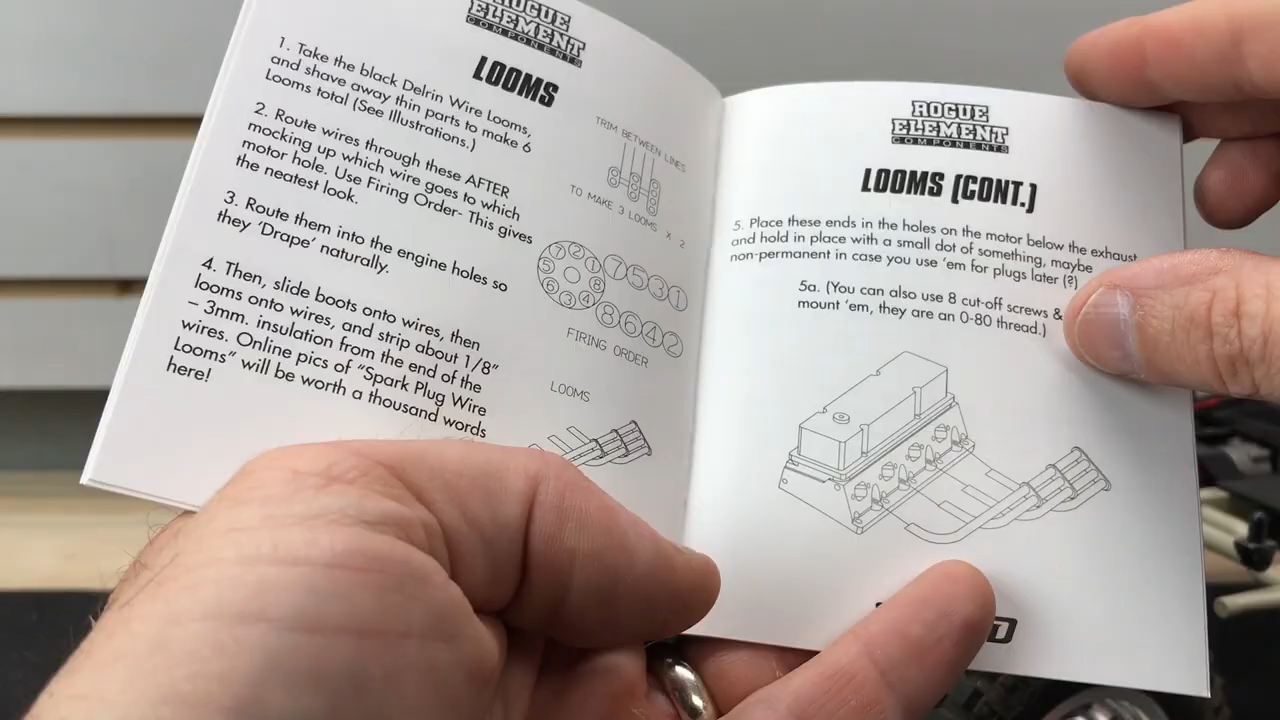 ROGUE
ELEMENT
COMPONENTS
LOOMS
1. Take the black Delrin Wire Looms,
and shave away thin parts to make 6
Looms total (See Illustrations.)
2. Route wires through these AFTER
mocking up which wire goes to which
motor hole. Use Firing Order- This gives
the neatest look.
3. Route them into the engine holes so
they ‘Drape’ naturally.
4. Then, slide boots onto wires, then
looms onto wires, and strip about 1/8”
– 3mm. insulation from the end of the
wires. Online pics of “Spark Plug Wire
Looms” will be worth a thousand words
here!
TRIM BETWEEN LINES
TO MAKE 3 LOOMS X 2
7 2 1
5 8
6 3 4
7 5 3 1
8 6 4 2
FIRING ORDER
LOOMS
ROGUE
ELEMENT
COMPONENTS
LOOMS (CONT.)
5. Place these ends in the holes on the motor below the exhaust
and hold in place with a small dot of something, maybe
non-permanent in case you use ‘em for plugs later (?)
5a. (You can also use 8 cut-off screws &
mount ‘em, they are an 0-80 thread.)